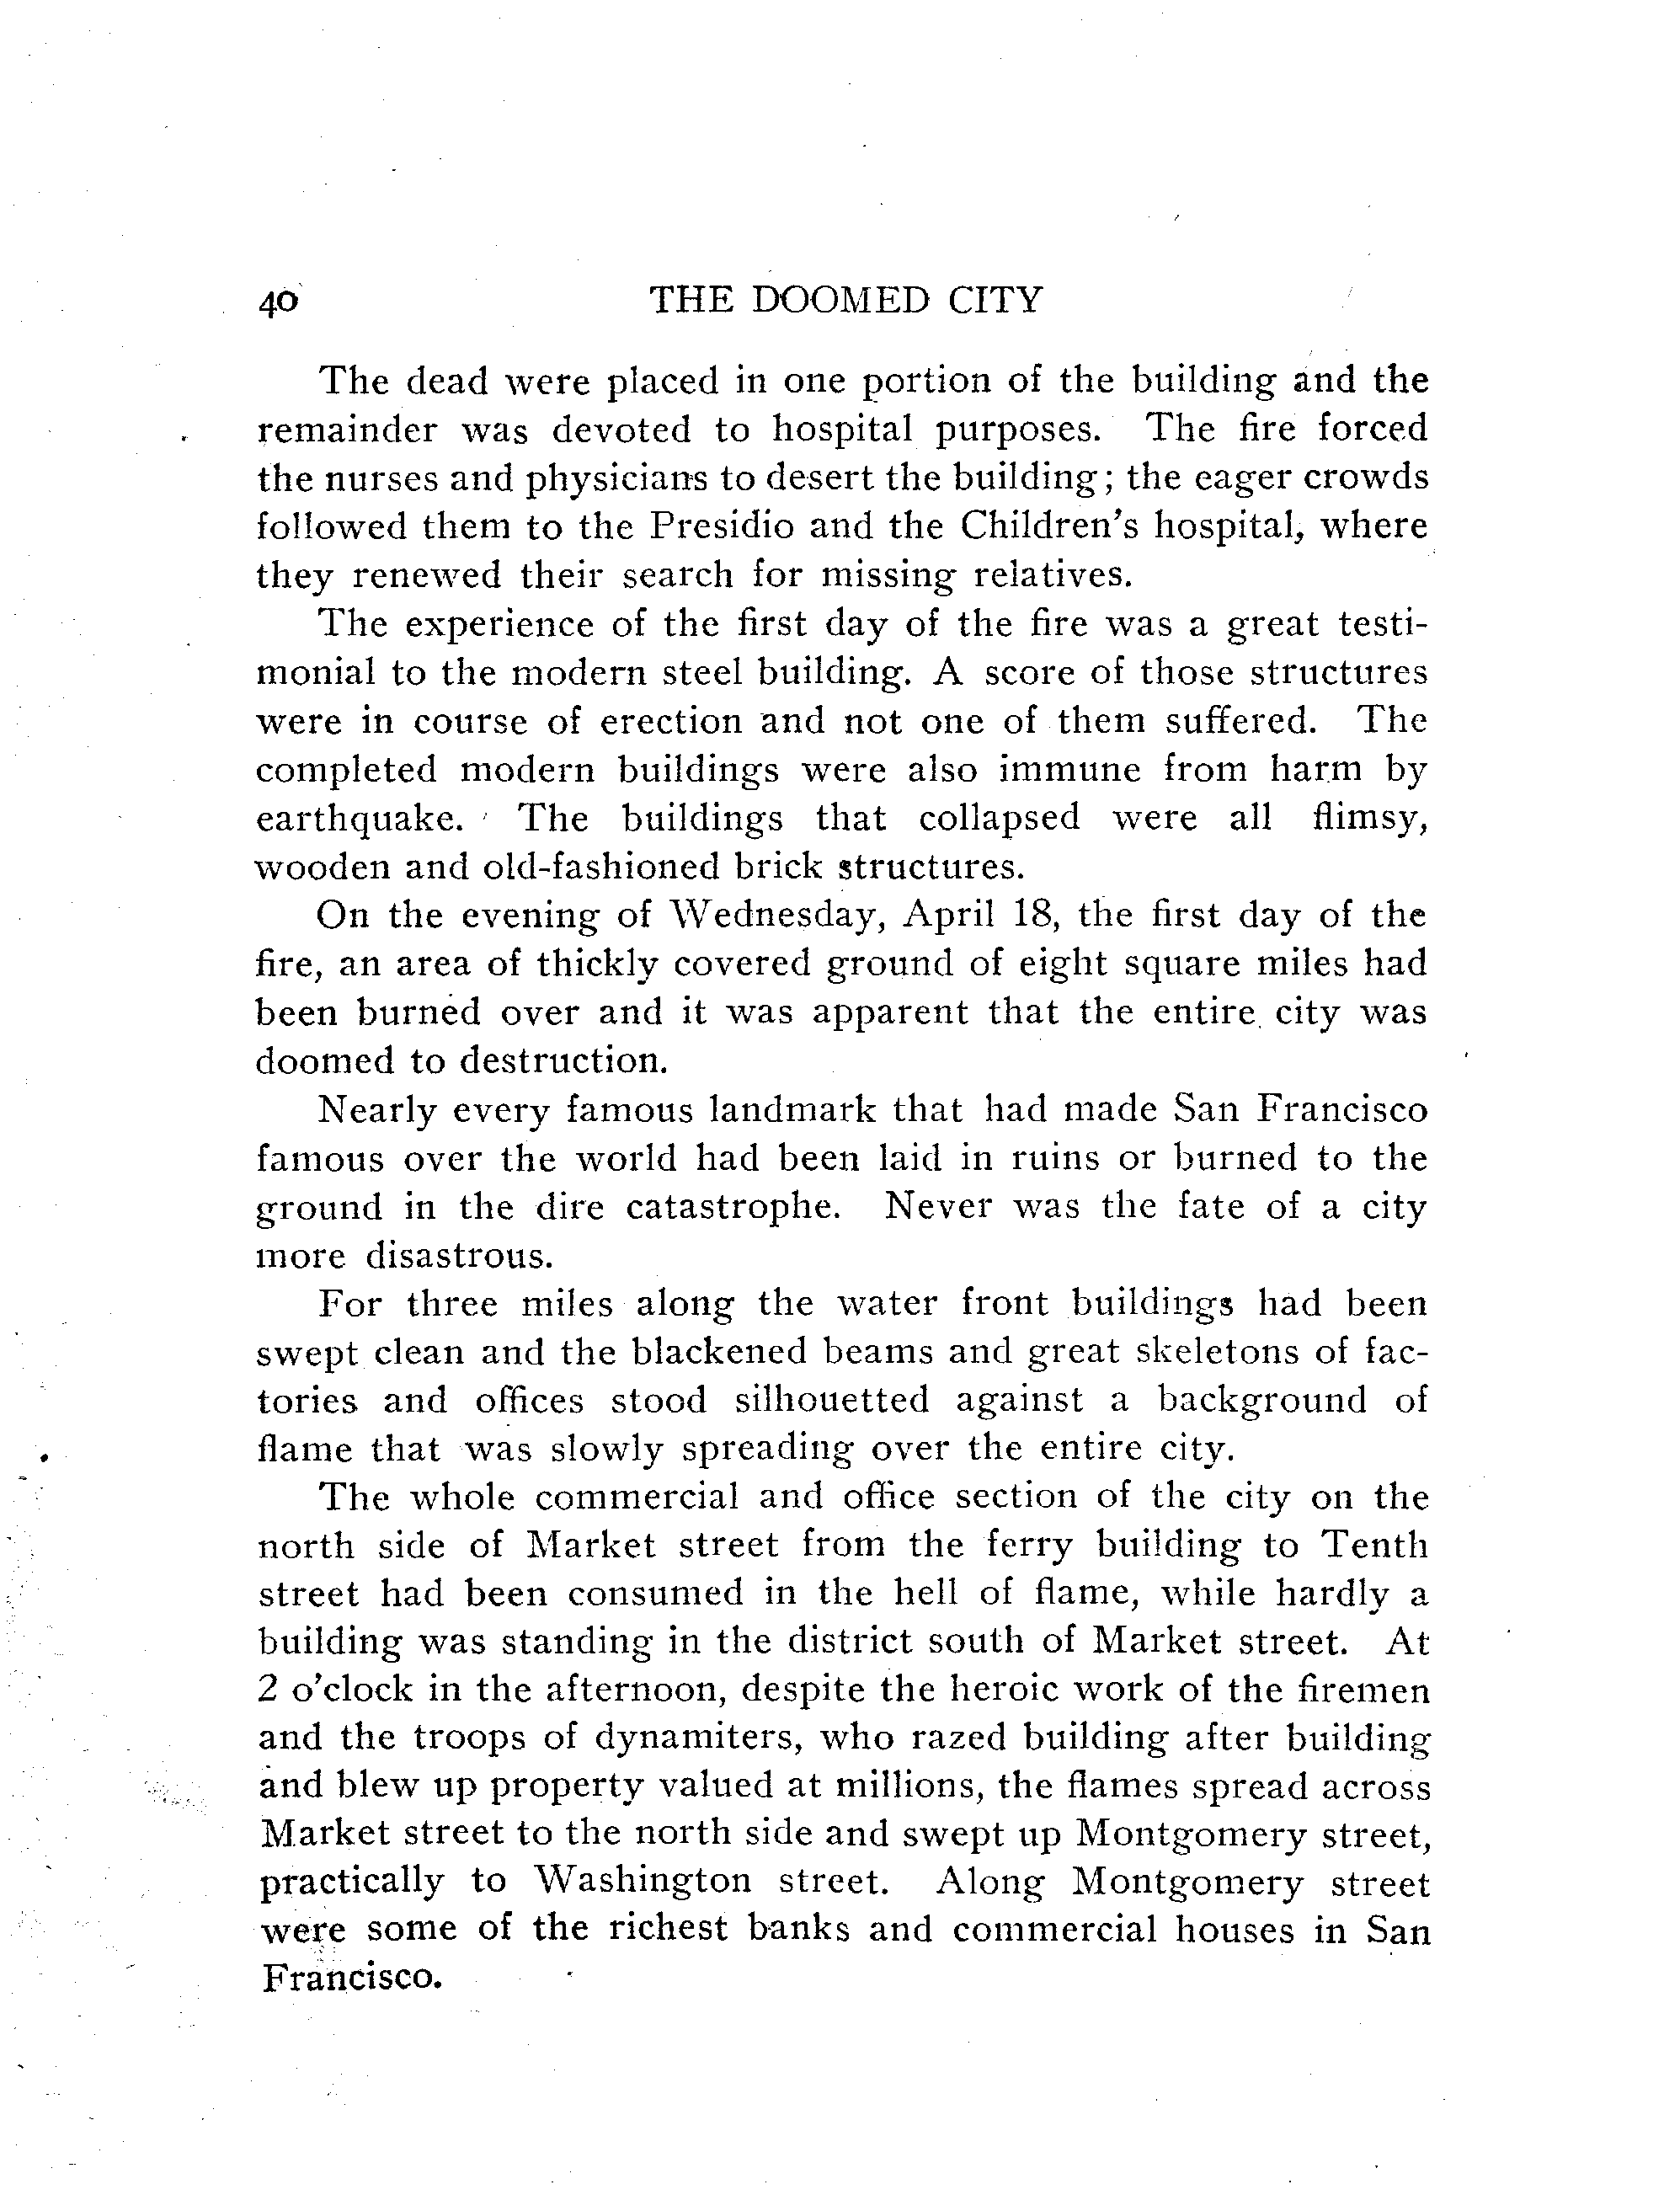 40 THE DOOMED CITY
The dead were placed in one portion of the building and the
remainder was devoted to hospital purposes. The fire forced
the nurses and physicians to desert the building; the eager crowds
followed them to the Presidio and the Children's hospital, where
they renewed their search for missing relatives.
The experience of the first day of the fire was a great testi-
monial to the modern steel building. A score of those structures
were in course of erection and not one of them suffered. The
completed modern buildings were also immune from harm by
earthquake. The buildings that collapsed were all flimsy,
wooden and old-fashioned brick structures.
On the evening of Wednesday, April 18, the first day of the
fire, an area of thickly covered ground of eight square miles had
been burned over and it was apparent that the entire city was
doomed to destruction.
Nearly every famous landmark that had made San Francisco
famous over the world had been laid in ruins or burned to the
ground in the dire catastrophe. Never was the fate of a city
more disastrous.
For three miles along the water front buildings had been
swept clean and the blackened beams and great skeletons of fac-
tories and offices stood silhouetted against a background of
flame that was slowly spreading over the entire city.
The whole commercial and office section of the city on the
north side of Market street from the ferry building to Tenth
street had been consumed in the hell of flame, while hardly a
building was standing in the district south of Market street. At
2 o'clock in the afternoon, despite the heroic work of the firemen
and the troops of dynamiters, who razed building after building
and blew up property valued at millions, the flames spread across
Market street to the north side and swept up Montgomery street,
practically to Washington street. Along Montgomery street
were some of the richest banks and commercial houses in San
Francisco.